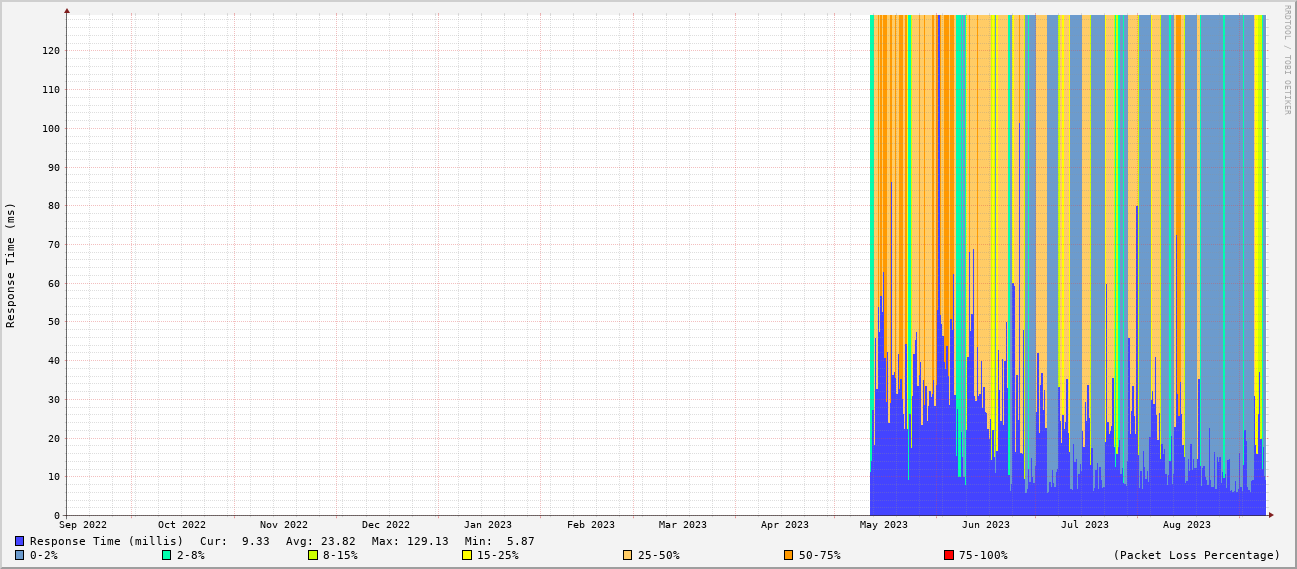 RRDTOOL / TOBI OETIKER
Response Time (ms)
120
110
100
90
80
70
60
50
40
30
20
10
0
Sep 2022 Oct 2022 Nov 2022 Dec 2022 Jan 2023 Feb 2023 Mar 2023 Apr 2023 May 2023 Jun 2023 Jul 2023 Aug 2023
Response Time (millis) Cur: 9.33 Avg: 23.82 Max: 129.13 Min: 5.87
0-2% 2-8% 8-15% 15-25% 25-50% 50-75% 75-100% (Packet Loss Percentage)